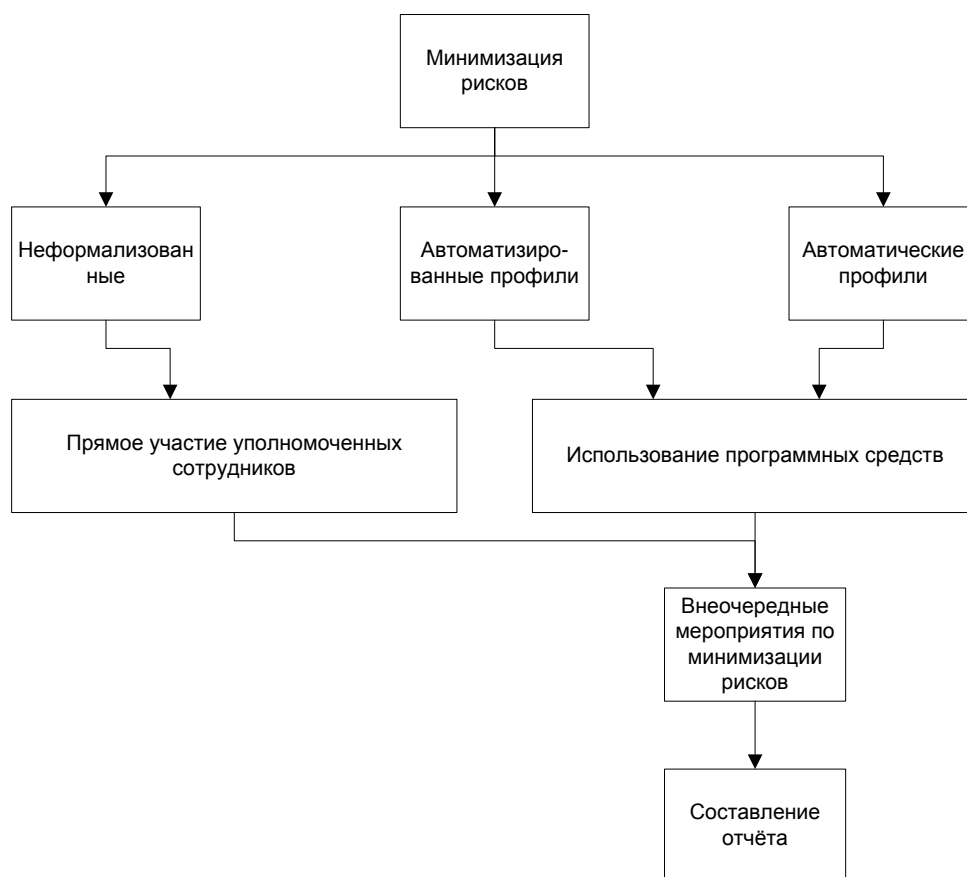 Минимизация
рисков
Неформализован
ные
Автоматизиро-
ванные профили
Автоматические
профили
Прямое участие уполномоченных
сотрудников
Использование программных средств
Внеочередные
мероприятия по
минимизации
рисков
Составление
отчёта